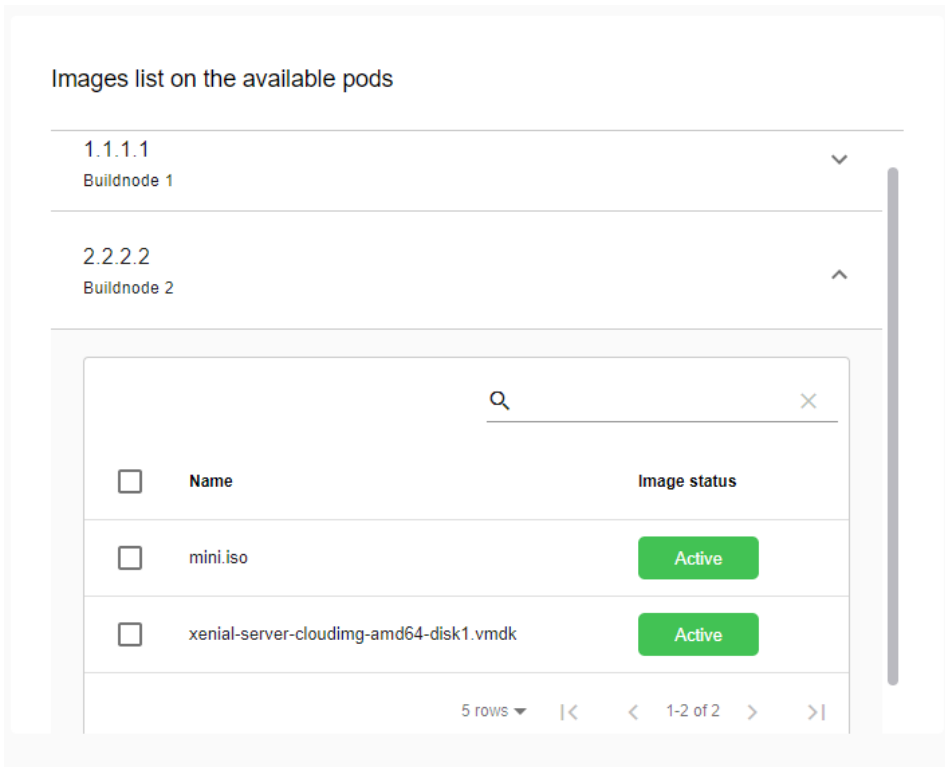 Images list on the available pods
1.1.1.1
Buildnode 1
2.2.2.2
Buildnode 2
Name Image status
mini.iso Active
xenial-server-cloudimg-amd64-disk1.vmdk Active
5 rows 1-2 of 2